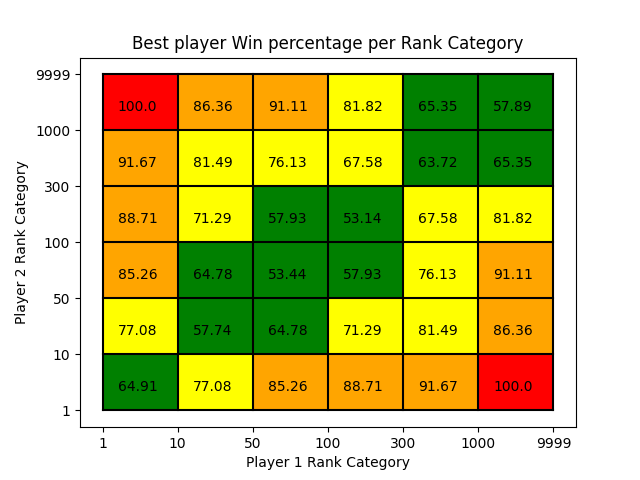 Best player Win percentage per Rank Category
9999
100.0 86.36 91.11 81.82 65.35 57.89
1000
91.67 81.49 76.13 67.58 63.72 65.35
300
88.71 71.29 57.93 53.14 67.58 81.82
100
85.26 64.78 53.44 57.93 76.13 91.11
50
77.08 57.74 64.78 71.29 81.49 86.36
10
64.91 77.08 85.26 88.71 91.67 100.0
1
Player 2 Rank Category
1 10 50 100 300 1000 9999
Player 1 Rank Category